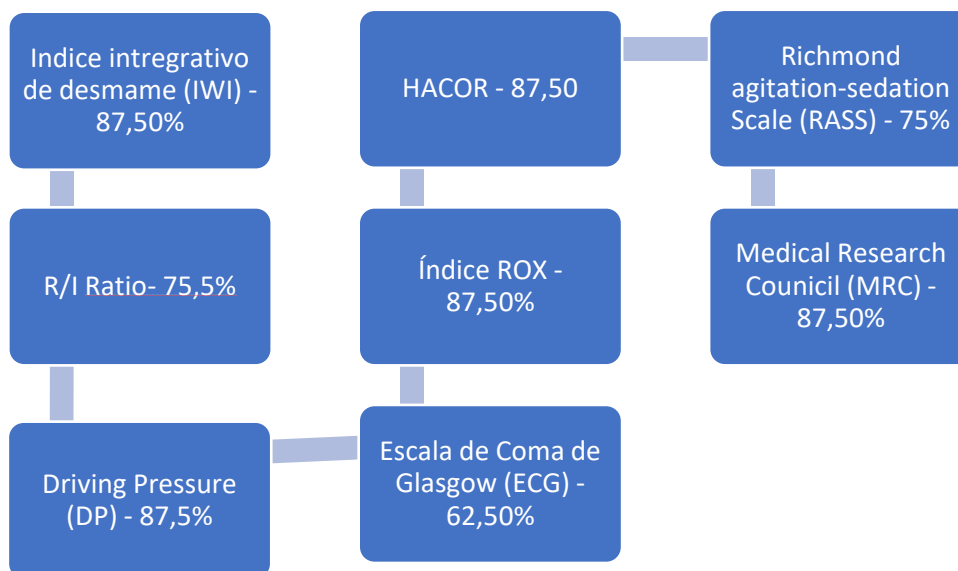 Indice intregrativo
de desmame (IWI) -
87,50%
R/I Ratio- 75,5%
Driving Pressure
(DP) - 87,5%
Escala de Coma de
Glasgow (ECG) -
62,50%
Índice ROX -
87,50%
HACOR - 87,50
Richmond
agitation-sedation
Scale (RASS) - 75%
Medical Research
Counicil (MRC) -
87,50%